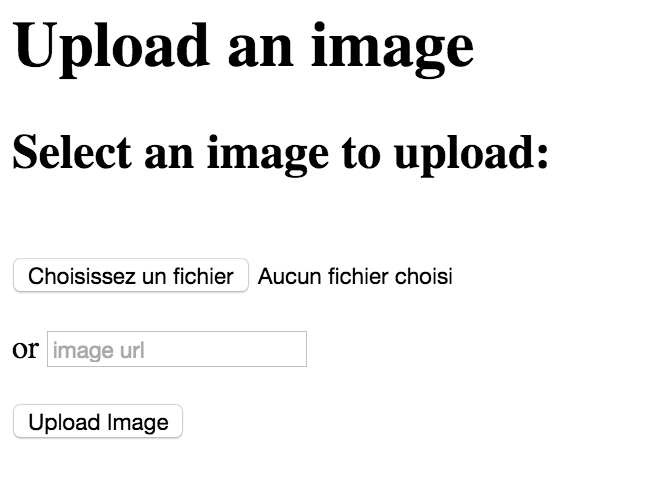 Upload an image
Select an image to upload:
Choisissez un fichier Aucun fichier choisi
or image url
Upload Image